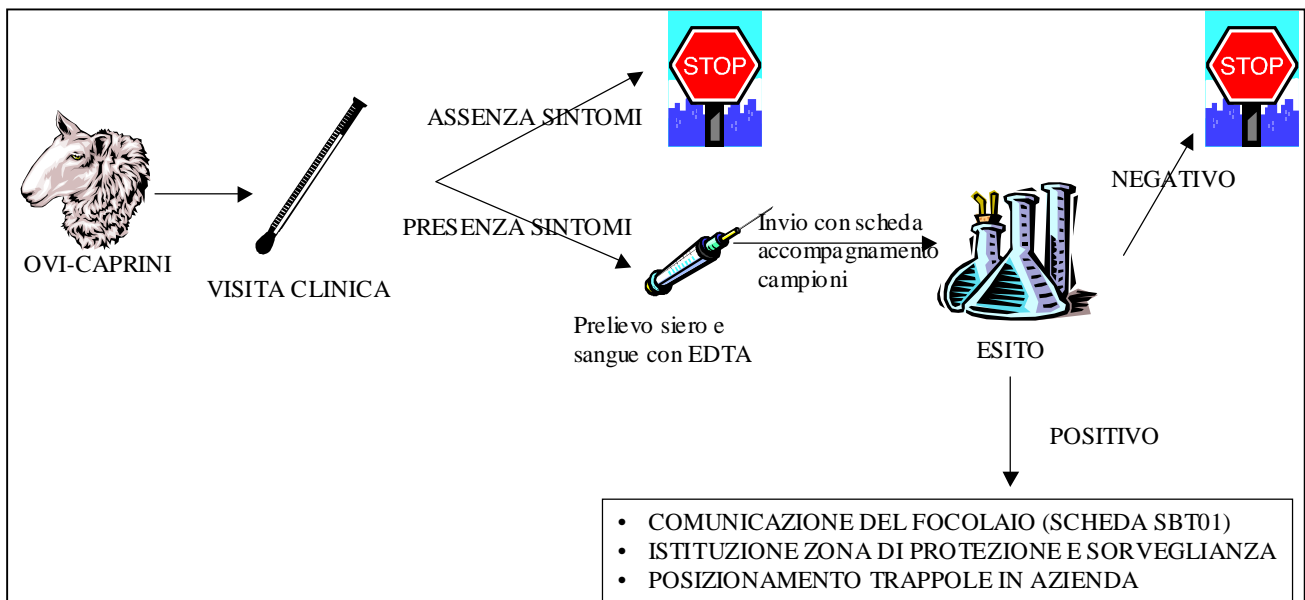 STOP
STOP
ASSENZA SINTOMI
NEGATIVO
PRESENZA SINTOMI
Invio con scheda
accompagnamento
campioni
OVI-CAPRINI
VISITA CLINICA
Prelievo siero e
sangue con EDTA
ESITO
POSITIVO
• COMUNICAZIONE DEL FOCOLAIO (SCHEDA SBT01)
• ISTITUZIONE ZONA DI PROTEZIONE E SORVEGLIANZA
• POSIZIONAMENTO TRAPPOLE IN AZIENDA